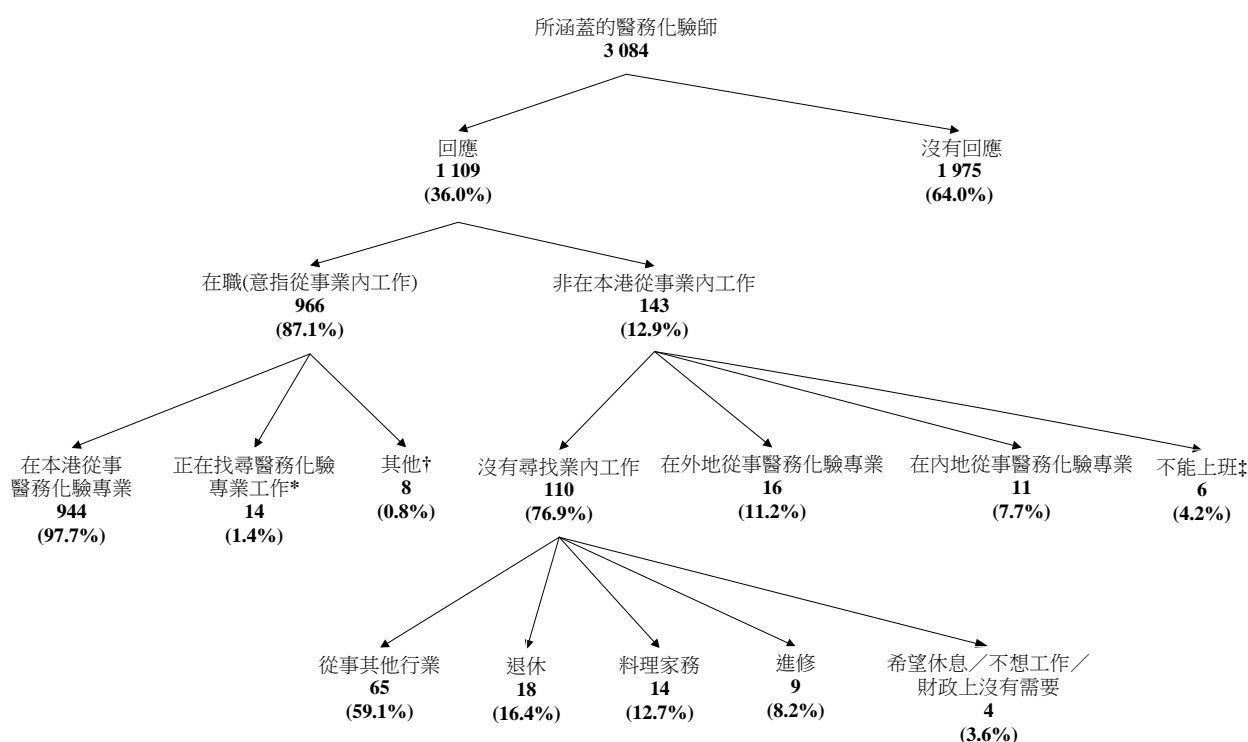 所涵蓋的醫務化驗師
3 084
回應
1 109
(36.0%)
沒有回應
1 975
(64.0%)
在職(意指從事業內工作)
966
(87.1%)
非在本港從事業內工作
143
(12.9%)
在本港從事
醫務化驗專業
944
(97.7%)
正在找尋醫務化驗
專業工作*
14
(1.4%)
其他†
8
(0.8%)
沒有尋找業內工作
110
(76.9%)
在外地從事醫務化驗專業
16
(11.2%)
在內地從事醫務化驗專業
11
(7.7%)
不能上班‡
6
(4.2%)
從事其他行業
65
(59.1%)
退休
18
(16.4%)
料理家務
14
(12.7%)
進修
9
(8.2%)
希望休息／不想工作／
財政上沒有需要
4
(3.6%)